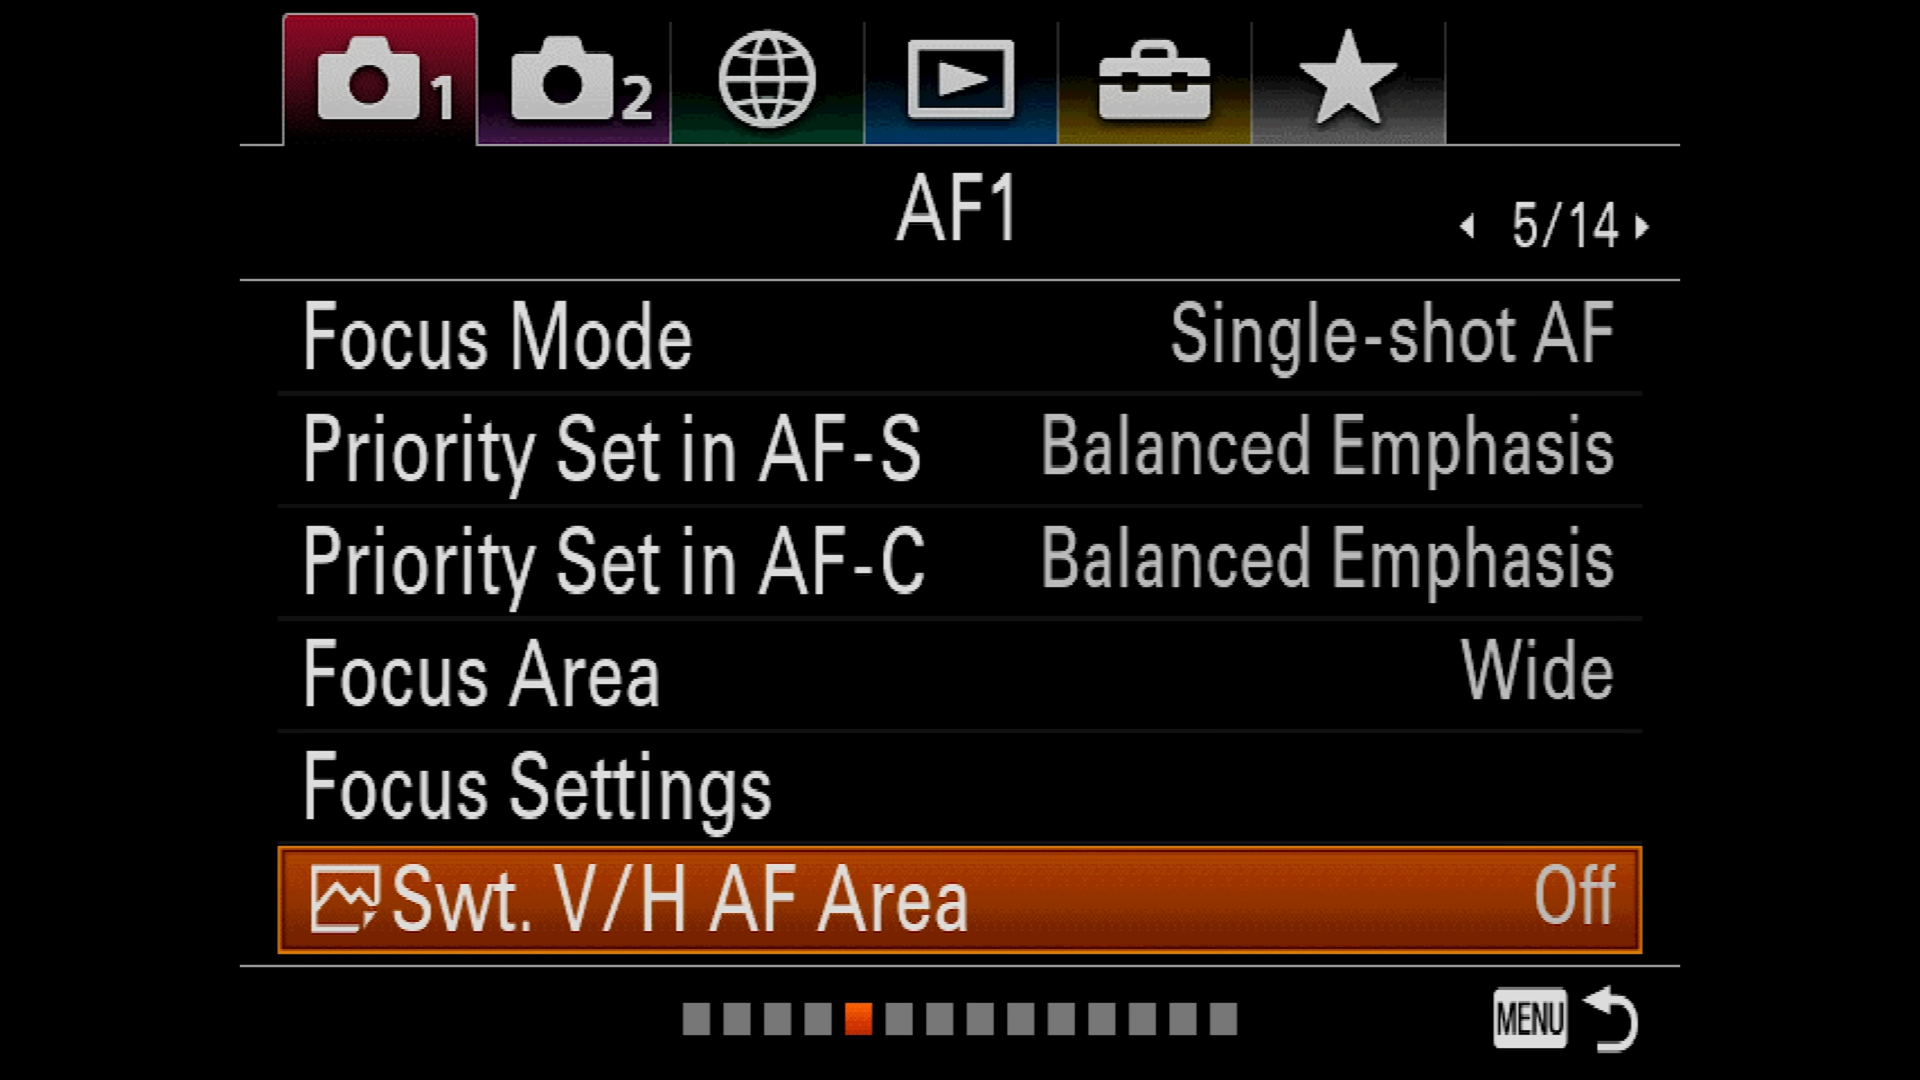 1 2
AF1
5/14
Focus Mode Single-shot AF
Priority Set in AF-S Balanced Emphasis
Priority Set in AF-C Balanced Emphasis
Focus Area Wide
Focus Settings
Swt. V/H AF Area Off
MENU